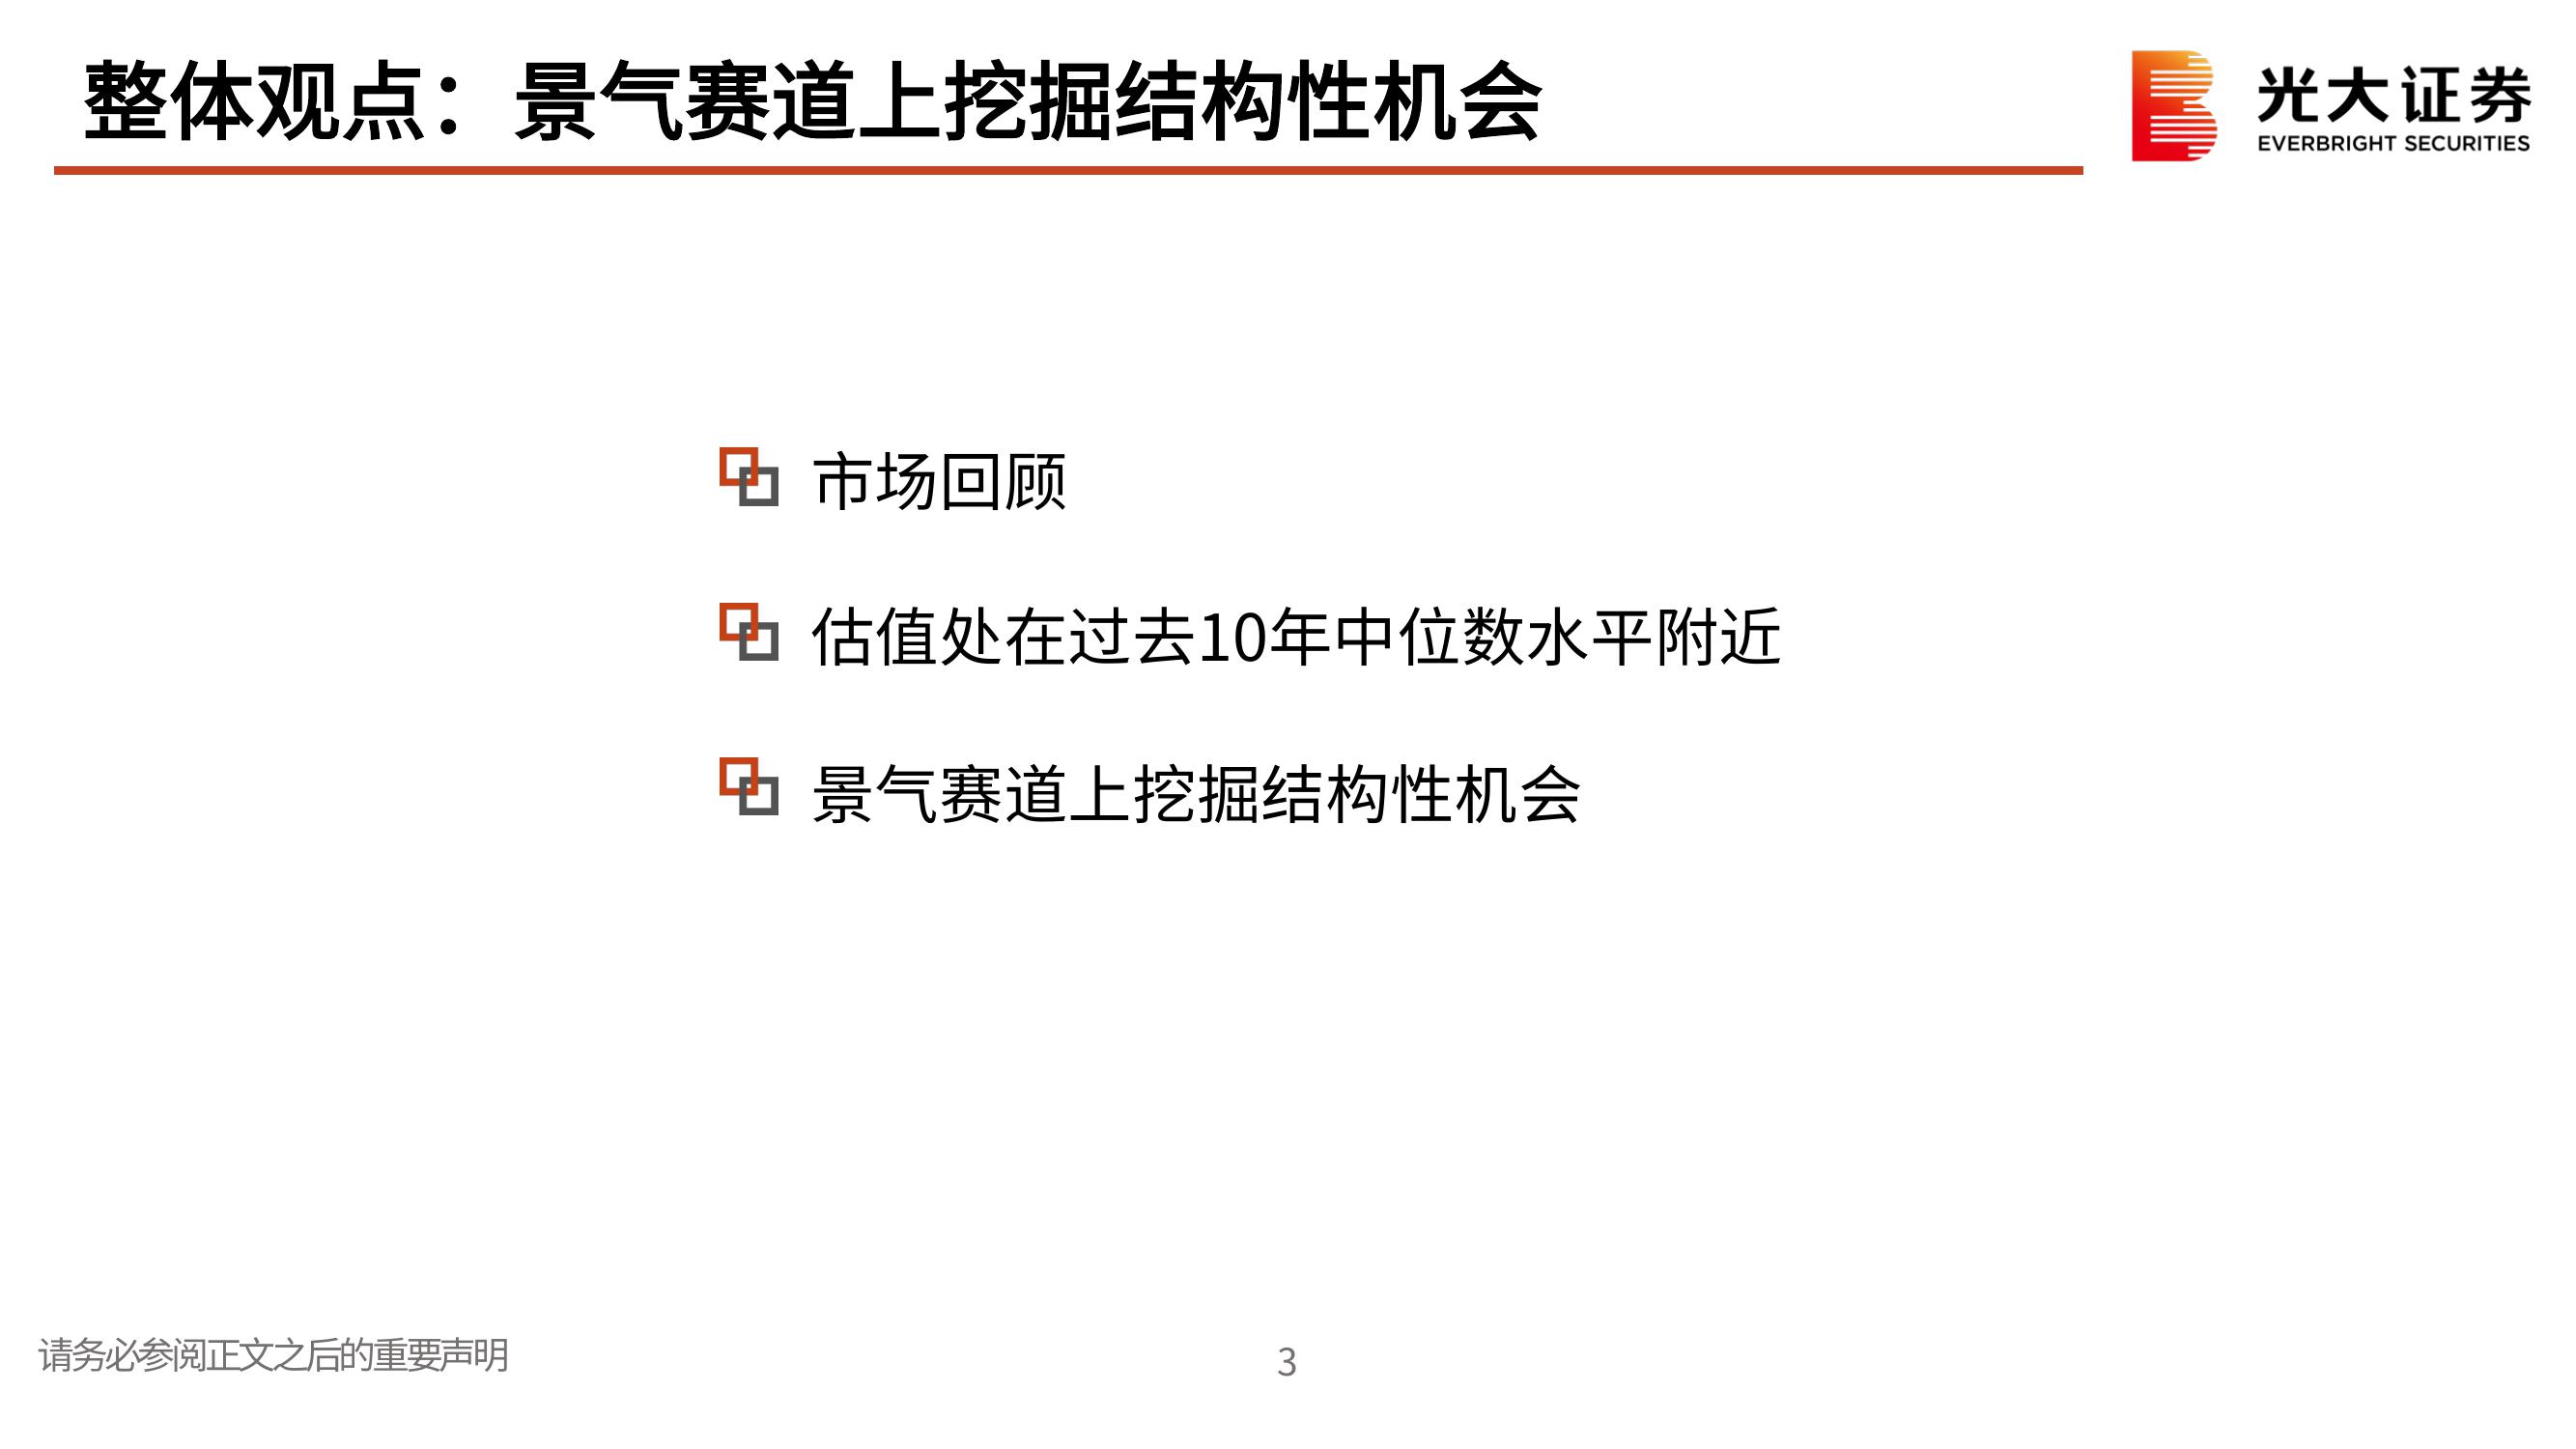 整体观点：景气赛道上挖掘结构性机会
光大证券
EVERBRIGHT SECURITIES
市场回顾
估值处在过去10年中位数水平附近
景气赛道上挖掘结构性机会
请务必参阅正文之后的重要声明
3